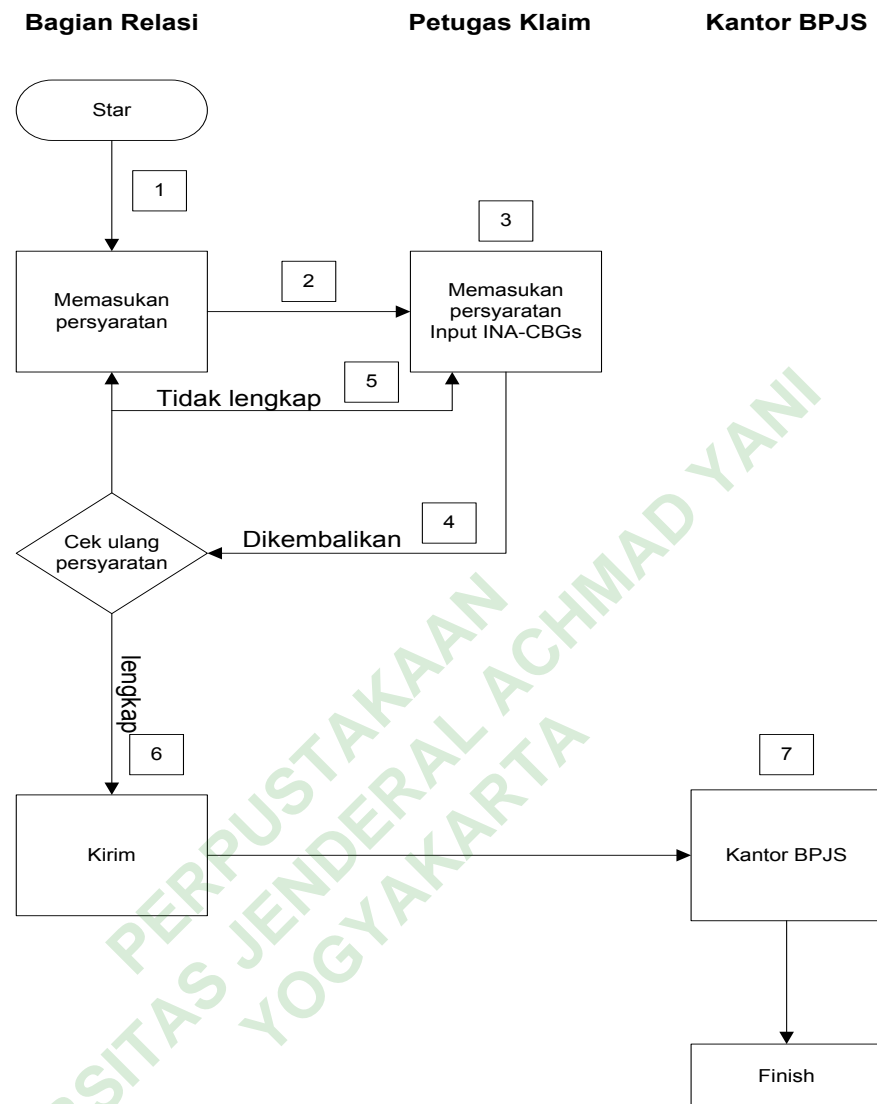 Bagian Relasi
Petugas Klaim
Kantor BPJS
Star
1
3
Memasukan
persyaratan
2
Memasukan
persyaratan
Input INA-CBGs
5
Tidak lengkap
Cek ulang
persyaratan
Dikembalikan
4
lengkap
6
7
Kirim
Kantor BPJS
Finish
PERPUSTAKAAN
SITAS JENDERAL ACHMAD YANI
YOGYAKARTA